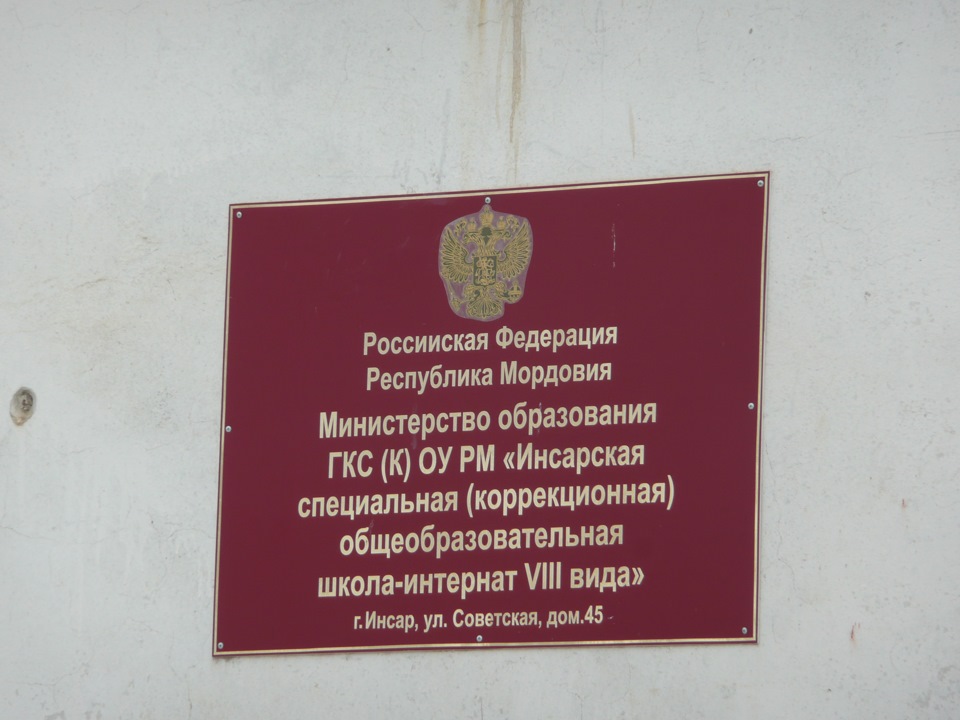 Россииская Федерация
Республика Мордовия
Министерство образования
ГКС (К) ОУ РМ «Инсарская
специальная (коррекционная)
общеобразовательная
школа-интернат VIII вида»
г.Инсар, ул. Советская, дом.45